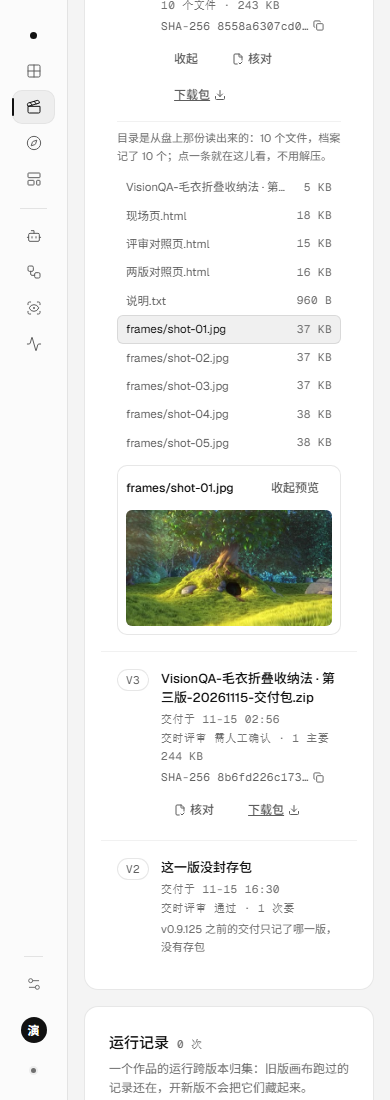 10 个文件 · 243 KB
SHA-256 8558a6307cd0…
收起
核对
下载包
目录是从盘上那份读出来的：10 个文件，档案
记了 10 个；点一条就在这儿看，不用解压。
VisionQA-毛衣折叠收纳法 · 第… 5 KB
现场页.html 18 KB
评审对照页.html 15 KB
两版对照页.html 16 KB
说明.txt 960 B
frames/shot-01.jpg 37 KB
frames/shot-02.jpg 37 KB
frames/shot-03.jpg 37 KB
frames/shot-04.jpg 38 KB
frames/shot-05.jpg 38 KB
frames/shot-01.jpg 收起预览
V3
VisionQA-毛衣折叠收纳法 · 第
三版-20261115-交付包.zip
交付于 11-15 02:56
交时评审 需人工确认 · 1 主要
244 KB
SHA-256 8b6fd226c173…
核对
下载包
V2
这一版没封存包
交付于 11-15 16:30
交时评审 通过 · 1 次要
v0.9.125 之前的交付只记了哪一版，
没有存包
演
运行记录 0 次
一个作品的运行跨版本归集：旧版画布跑过的
记录还在，开新版不会把它们藏起来。